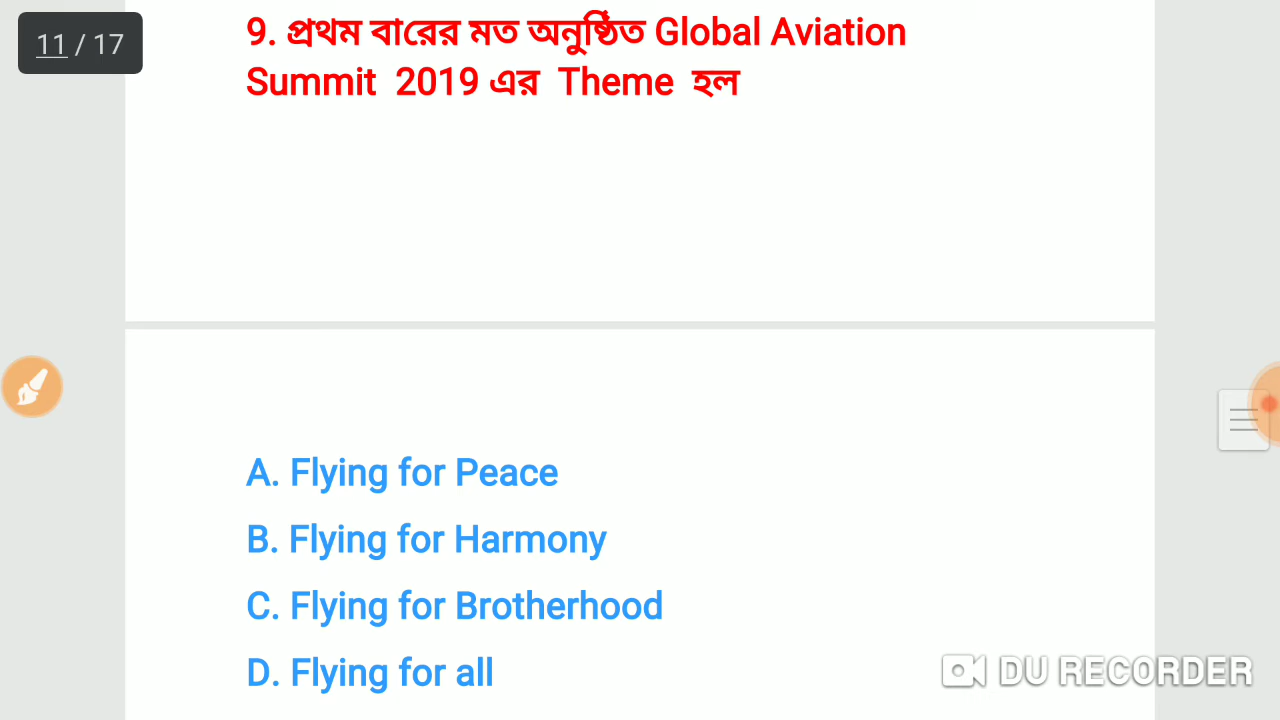 11 / 17
9. প্রথম বারের মত অনুষ্ঠিত Global Aviation
Summit 2019 এর Theme হল
A. Flying for Peace
B. Flying for Harmony
C. Flying for Brotherhood
D. Flying for all
DU RECORDER